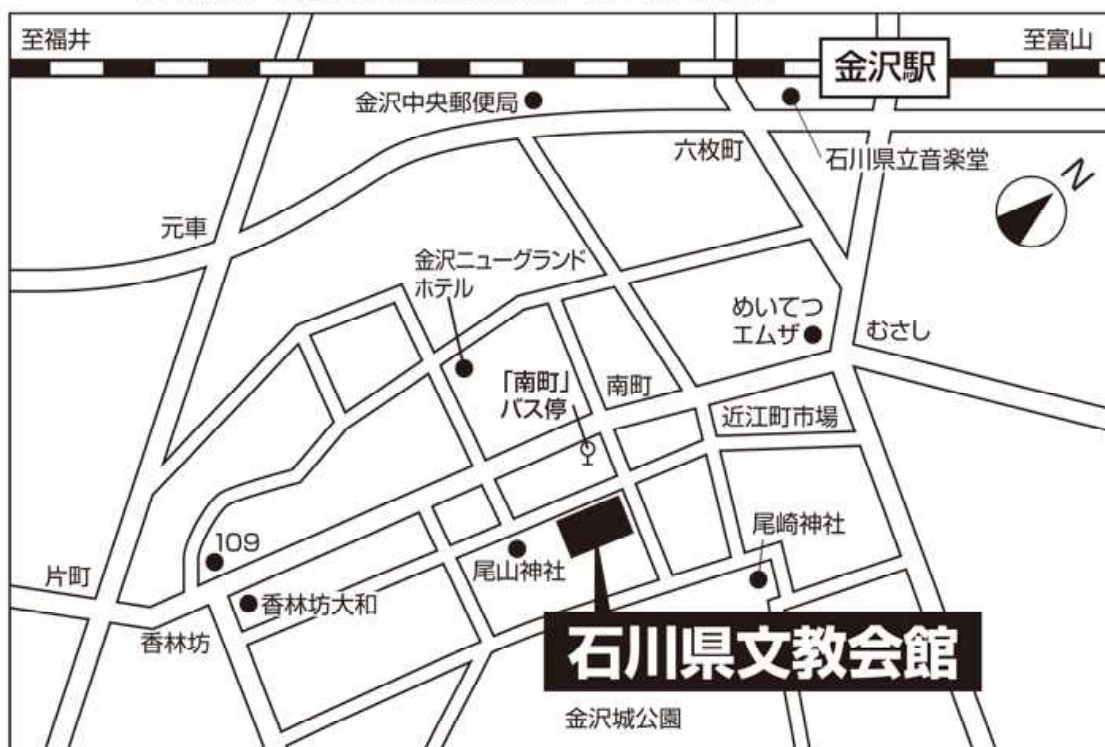 至福井
至富山
金沢駅
金沢中央郵便局
六枚町
石川県立音楽堂
N
元車
金沢ニューグランド
ホテル
めいてつ
エムザ
むさし
「南町」
バス停
南町
近江町市場
109
尾山神社
尾崎神社
片町
香林坊大和
香林坊
石川県文教会館
金沢城公園